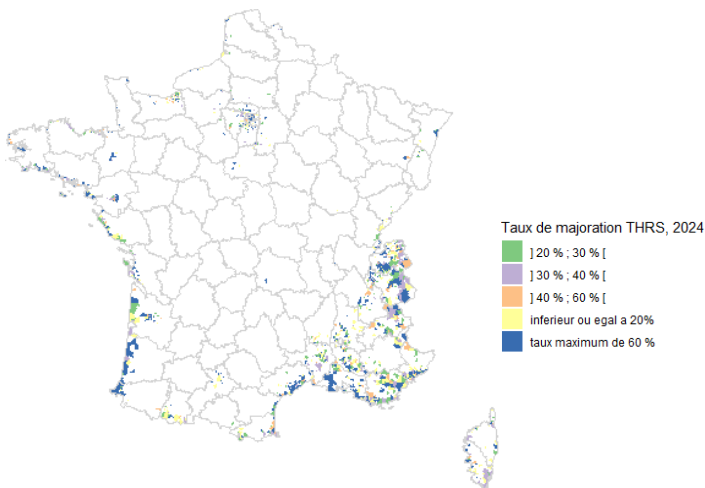 Taux de majoration THRS, 2024
] 20 % ; 30 % [
] 30 % ; 40 % [
] 40 % ; 60 % [
inferieur ou egal a 20%
taux maximum de 60 %